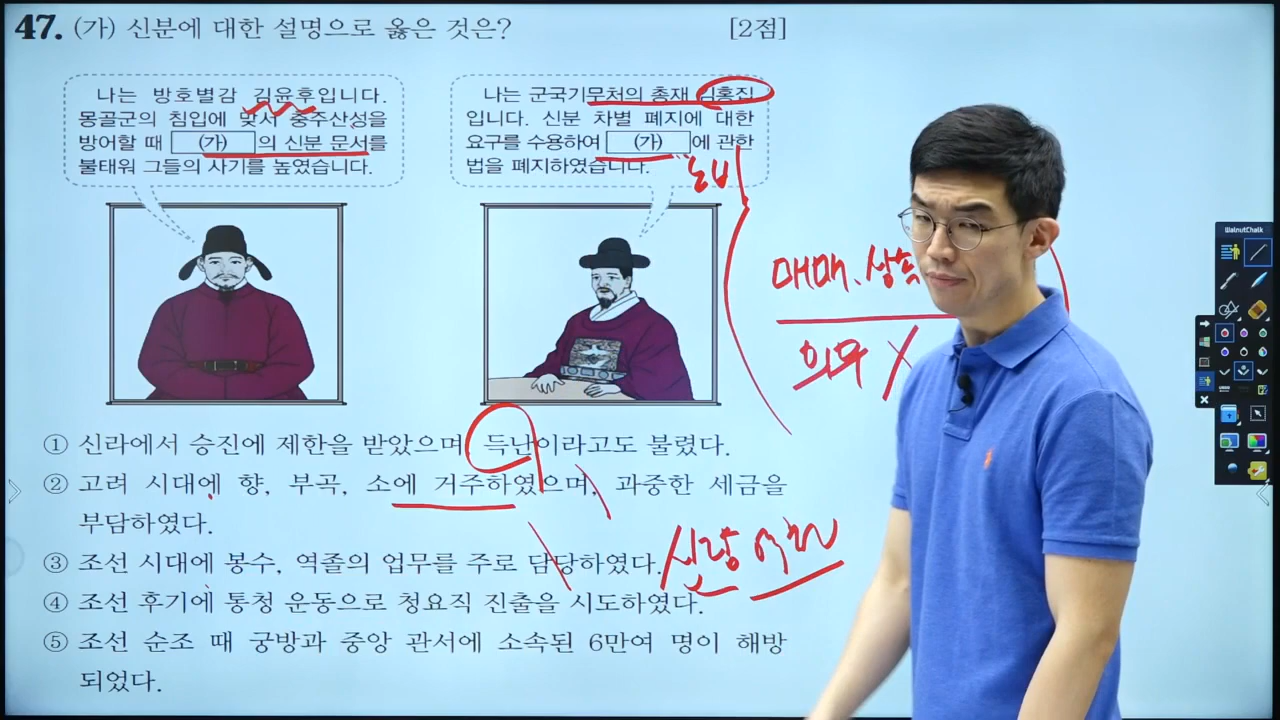 47. (가) 신분에 대한 설명으로 옳은 것은? [2점]
나는 방호별감 김윤후입니다.
몽골군의 침입에 맞서 충주산성을
방어할 때 (가) 의 신분 문서를
불태워 그들의 사기를 높였습니다.
나는 군국기무처의 총재 김홍집
입니다. 신분 차별 폐지에 대한
요구를 수용하여 (가) 에 관한
법을 폐지하였습니다.
노비
매매, 상속
의무 X
① 신라에서 승진에 제한을 받았으며, 득난이라고도 불렸다.
② 고려 시대에 향, 부곡, 소에 거주하였으며, 과중한 세금을
부담하였다.
③ 조선 시대에 봉수, 역졸의 업무를 주로 담당하였다.
신량역천
④ 조선 후기에 통청 운동으로 청요직 진출을 시도하였다.
⑤ 조선 순조 때 궁방과 중앙 관서에 소속된 6만여 명이 해방
되었다.
WalnutChalk